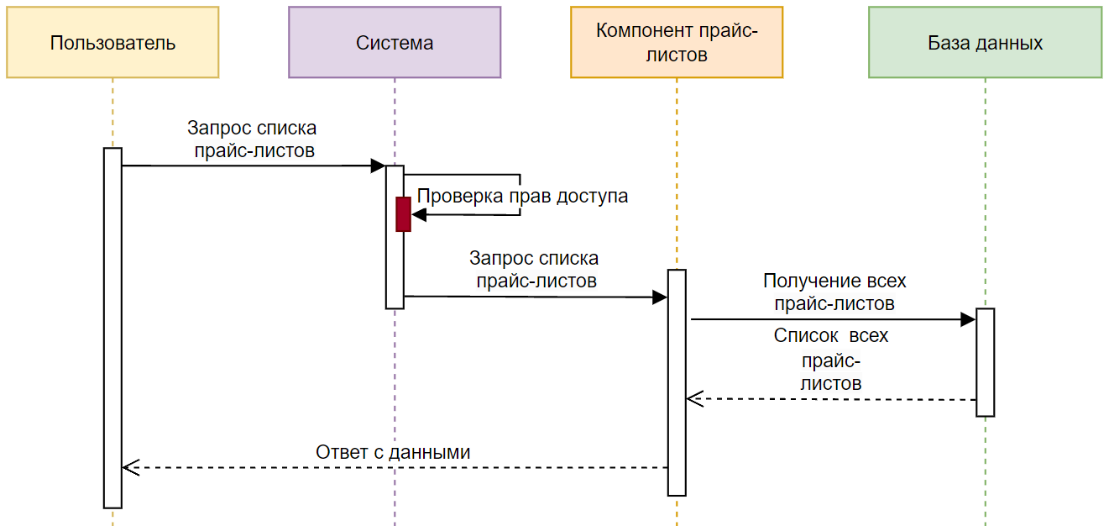 Пользователь
Система
Компонент прайс-
листов
База данных
Запрос списка
прайс-листов
Проверка прав доступа
Запрос списка
прайс-листов
Получение всех
прайс-листов
Список всех
прайс-
листов
Ответ с данными